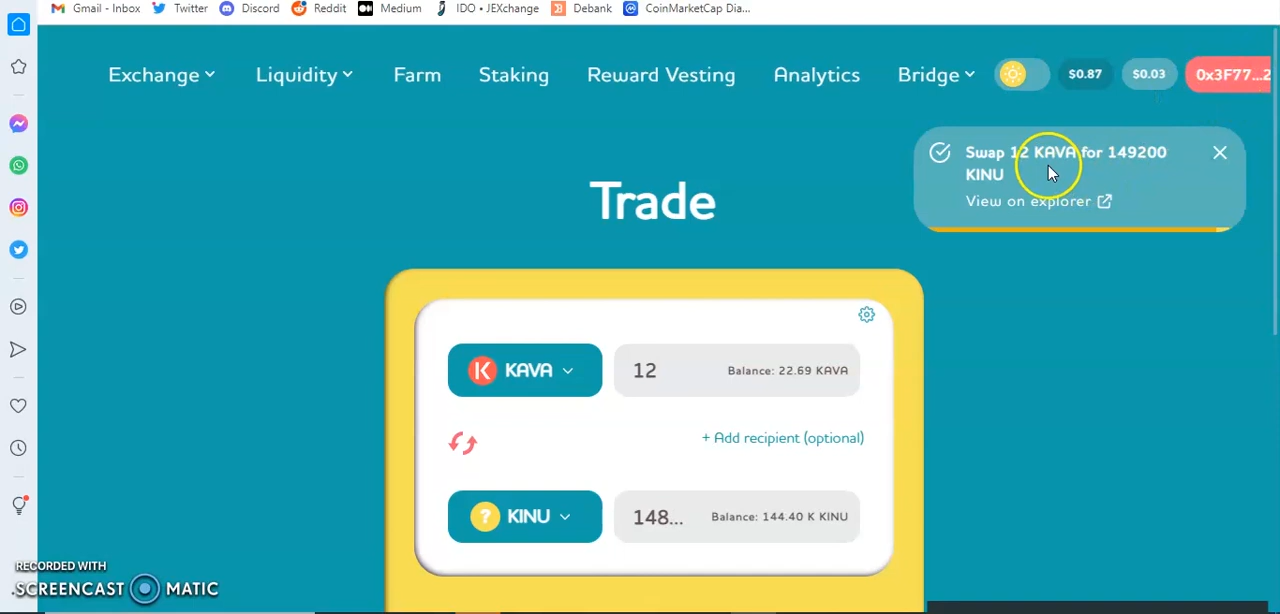 Gmail - Inbox Twitter Discord Reddit Medium IDO • JEXchange Debank CoinMarketCap Dia...
Exchange Liquidity Farm Staking Reward Vesting Analytics Bridge $0.87 $0.03 0x3F77...2
Swap 12 KAVA for 149200
KINU
View on explorer
Trade
KAVA 12 Balance: 22.69 KAVA
+ Add recipient (optional)
? KINU 148... Balance: 144.40 K KINU
RECORDED WITH
SCREENCAST MATIC